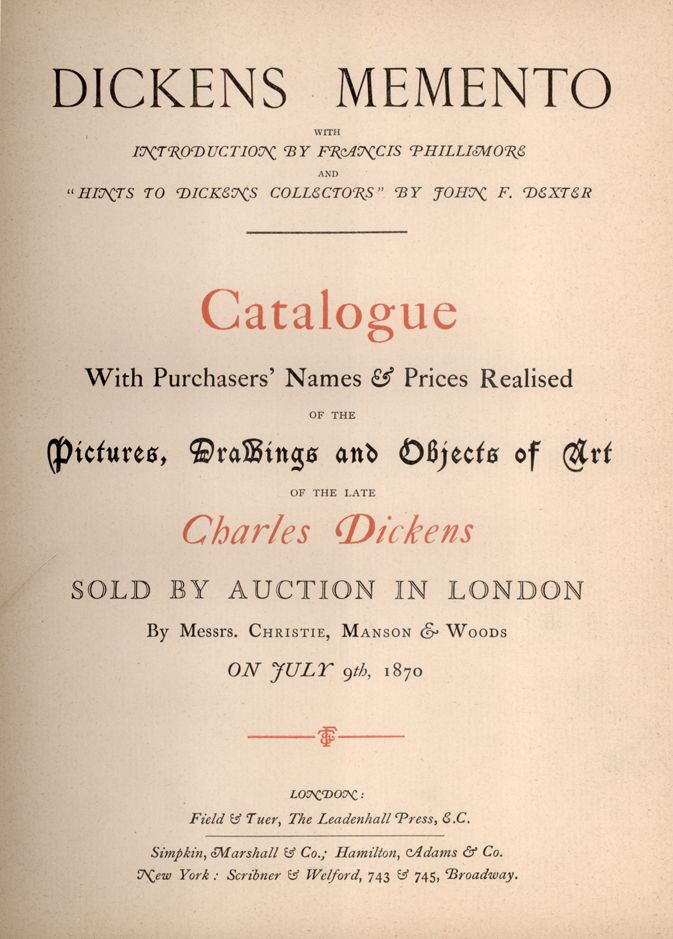 DICKENS MEMENTO
WITH
INTRODUCTION BY FRANCIS PHILLIMORE
AND
"HINTS TO DICKENS COLLECTORS" BY JOHN F. DEXTER
Catalogue
With Purchasers' Names & Prices Realised
OF THE
Pictures, Drawings and Objects of Art
OF THE LATE
Charles Dickens
SOLD BY AUCTION IN LONDON
By Messrs. CHRISTIE, MANSON & WOODS
ON JULY 9th, 1870
LONDON:
Field & Tuer, The Leadenhall Press, E.C.
Simpkin, Marshall & Co.; Hamilton, Adams & Co.
New York: Scribner & Welford, 743 & 745, Broadway.